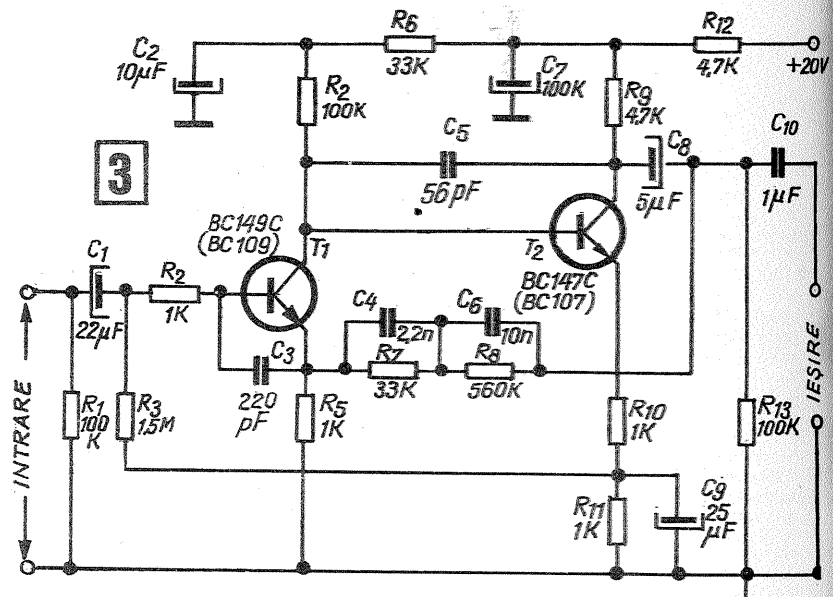 C2
10µF
R6
33K
R12
4,7K
+20V
R2
100K
C7
100K
R9
4,7K
3
C5
56pF
C8
5µF
C10
1µF
BC149C
(BC109)
T1
T2
BC147C
(BC107)
C1
22µF
R2
1K
C4
2,2n
C6
10n
C3
220
pF
R7
33K
R8
560K
INTRARE
IEȘIRE
R1
100
K
R3
1,5M
R5
1K
R10
1K
R13
100K
R11
1K
C9
25
µF